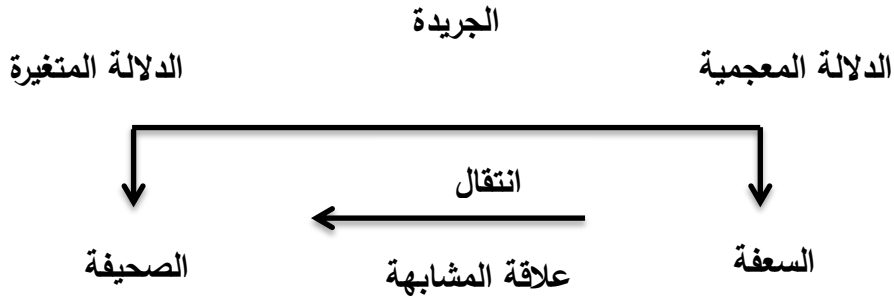 الجريدة
الدلالة المعجمية
الدلالة المتغيرة
انتقال
السعفة
علاقة المشابهة
الصحيفة